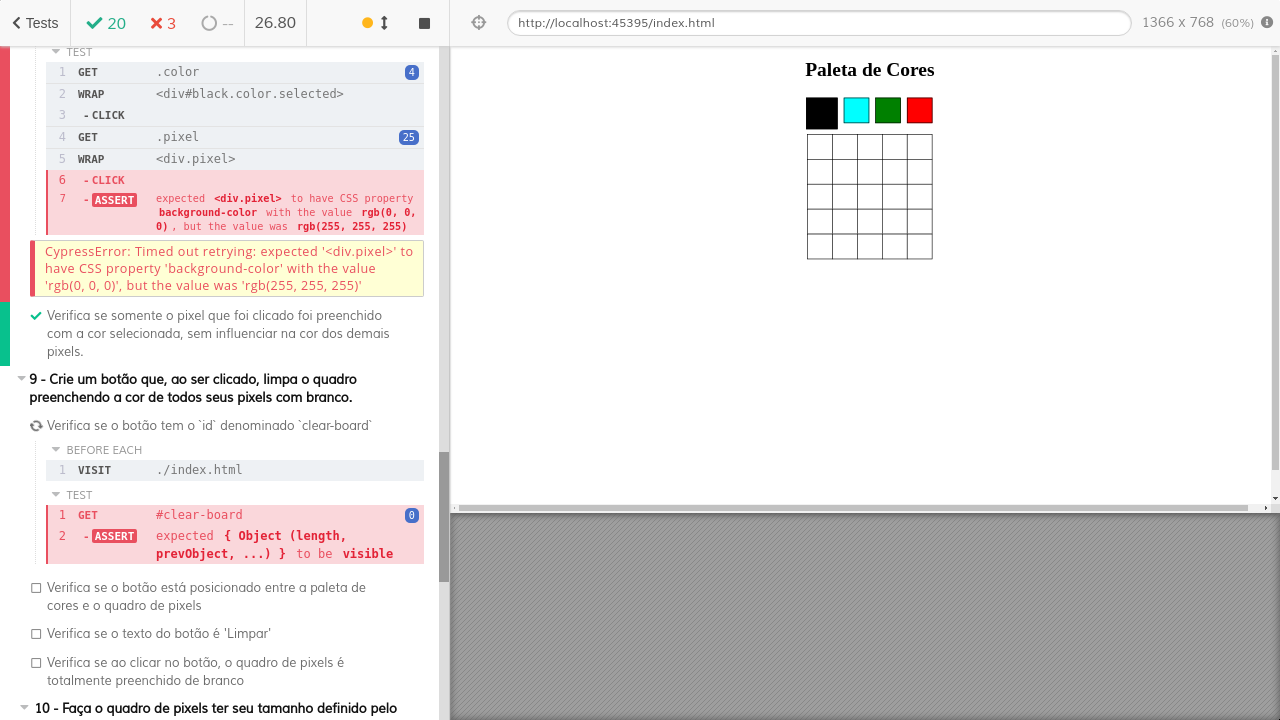 Tests 20 3 -- 26.80
http://localhost:45395/index.html 1366 x 768 (60%)
TEST
1 GET .color 4
2 WRAP <div#black.color.selected>
3 - CLICK
4 GET .pixel 25
5 WRAP <div.pixel>
6 - CLICK
7 - ASSERT expected <div.pixel> to have CSS property
background-color with the value rgb(0, 0,
0) , but the value was rgb(255, 255, 255)
CypressError: Timed out retrying: expected '<div.pixel>' to
have CSS property 'background-color' with the value
'rgb(0, 0, 0)', but the value was 'rgb(255, 255, 255)'
Verifica se somente o pixel que foi clicado foi preenchido
com a cor selecionada, sem influenciar na cor dos demais
pixels.
9 - Crie um botão que, ao ser clicado, limpa o quadro
preenchendo a cor de todos seus pixels com branco.
Verifica se o botão tem o `id` denominado `clear-board`
BEFORE EACH
1 VISIT ./index.html
TEST
1 GET #clear-board 0
2 - ASSERT expected { Object (length,
prevObject, ...) } to be visible
Verifica se o botão está posicionado entre a paleta de
cores e o quadro de pixels
Verifica se o texto do botão é 'Limpar'
Verifica se ao clicar no botão, o quadro de pixels é
totalmente preenchido de branco
10 - Faça o quadro de pixels ter seu tamanho definido pelo
Paleta de Cores